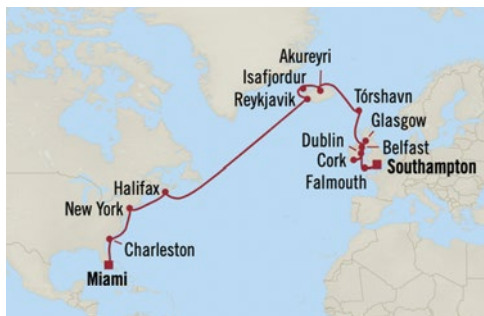 Akureyri
Isafjordur
Reykjavik
Tórshavn
Glasgow
Dublin
Belfast
Cork
Southampton
Falmouth
Halifax
New York
Charleston
Miami